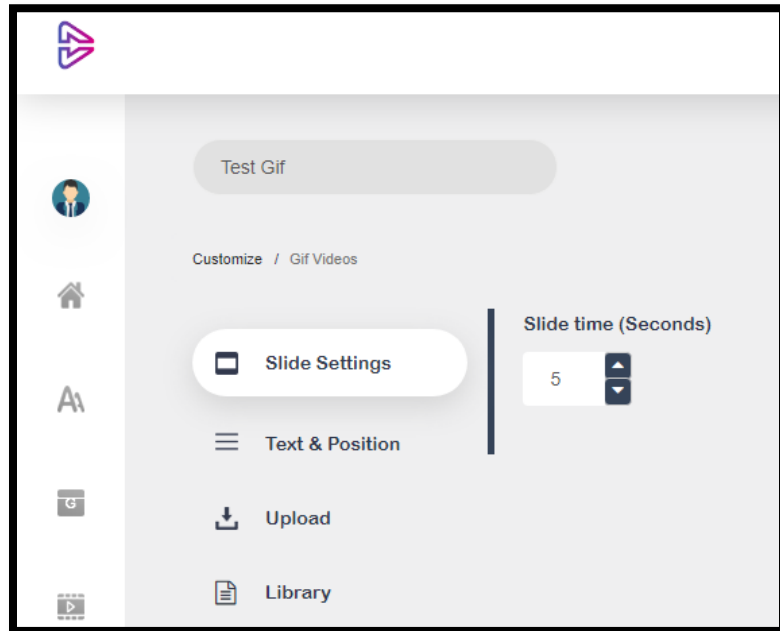 Test Gif
Customize / Gif Videos
Slide Settings
Slide time (Seconds)
5
Text & Position
Upload
Library
A A
G